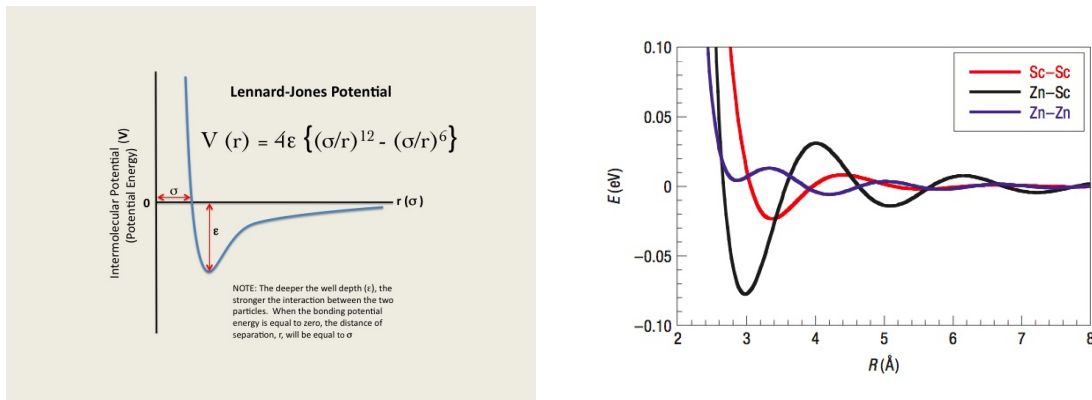 Lennard-Jones Potential
V (r) = 4ε {(σ/r)¹² - (σ/r)⁶}
Intermolecular Potential (V)
(Potential Energy)
0
σ
ε
r (σ)
NOTE: The deeper the well depth (ε), the
stronger the interaction between the two
particles. When the bonding potential
energy is equal to zero, the distance of
separation, r, will be equal to σ
0.10
0.05
0
−0.05
−0.10
E (eV)
Sc–Sc
Zn–Sc
Zn–Zn
2 3 4 5 6 7 8
R (Å)